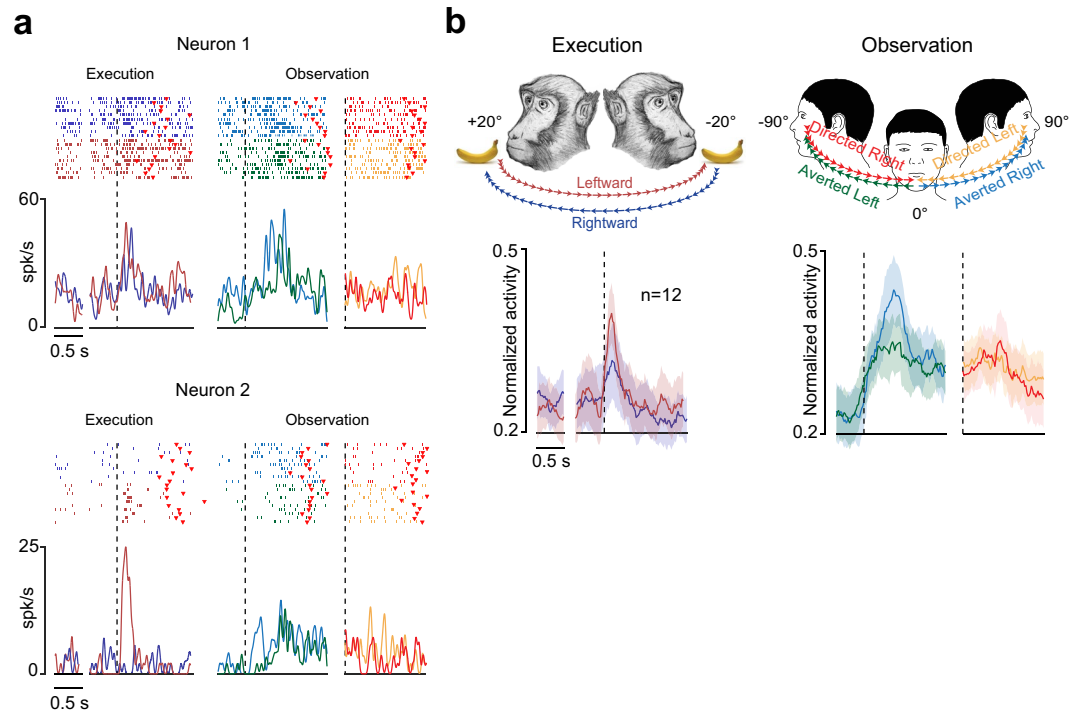 a
Neuron 1
Execution
Observation
60
spk/s
0
0.5 s
Neuron 2
Execution
Observation
25
spk/s
0
0.5 s
b
Execution
+20°
-20°
Leftward
Rightward
0.5
Normalized activity
n=12
0.2
0.5 s
Observation
-90°
90°
Directed Right
Directed Left
Averted Left
Averted Right
0°
0.5
Normalized activity
0.2